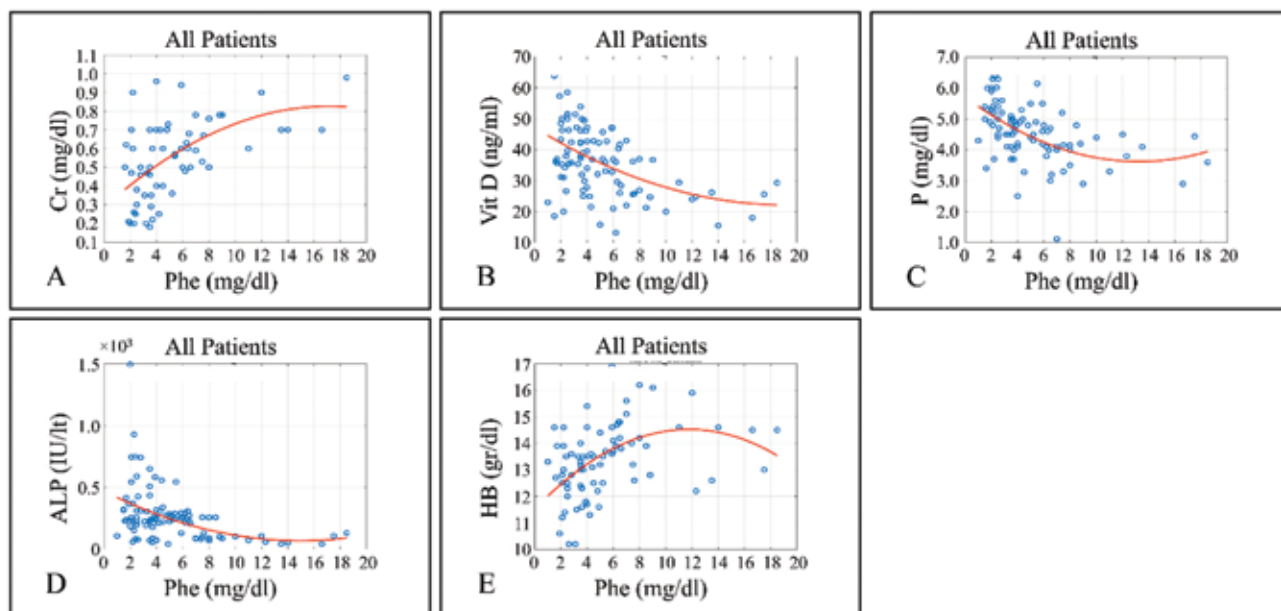 All Patients
1.1
1.0
0.9
0.8
0.7
0.6
0.5
0.4
0.3
0.2
0.1
Cr (mg/dl)
0 2 4 6 8 10 12 14 16 18 20
A
Phe (mg/dl)
All Patients
70
60
50
40
30
20
10
Vit D (ng/ml)
0 2 4 6 8 10 12 14 16 18 20
B
Phe (mg/dl)
All Patients
7.0
6.0
5.0
4.0
3.0
2.0
1.0
P (mg/dl)
0 2 4 6 8 10 12 14 16 18 20
C
Phe (mg/dl)
All Patients
×10³
1.5
1.0
0.5
0
ALP (IU/lt)
0 2 4 6 8 10 12 14 16 18 20
D
Phe (mg/dl)
All Patients
17
16
15
14
13
12
11
10
HB (gr/dl)
0 2 4 6 8 10 12 14 16 18 20
E
Phe (mg/dl)